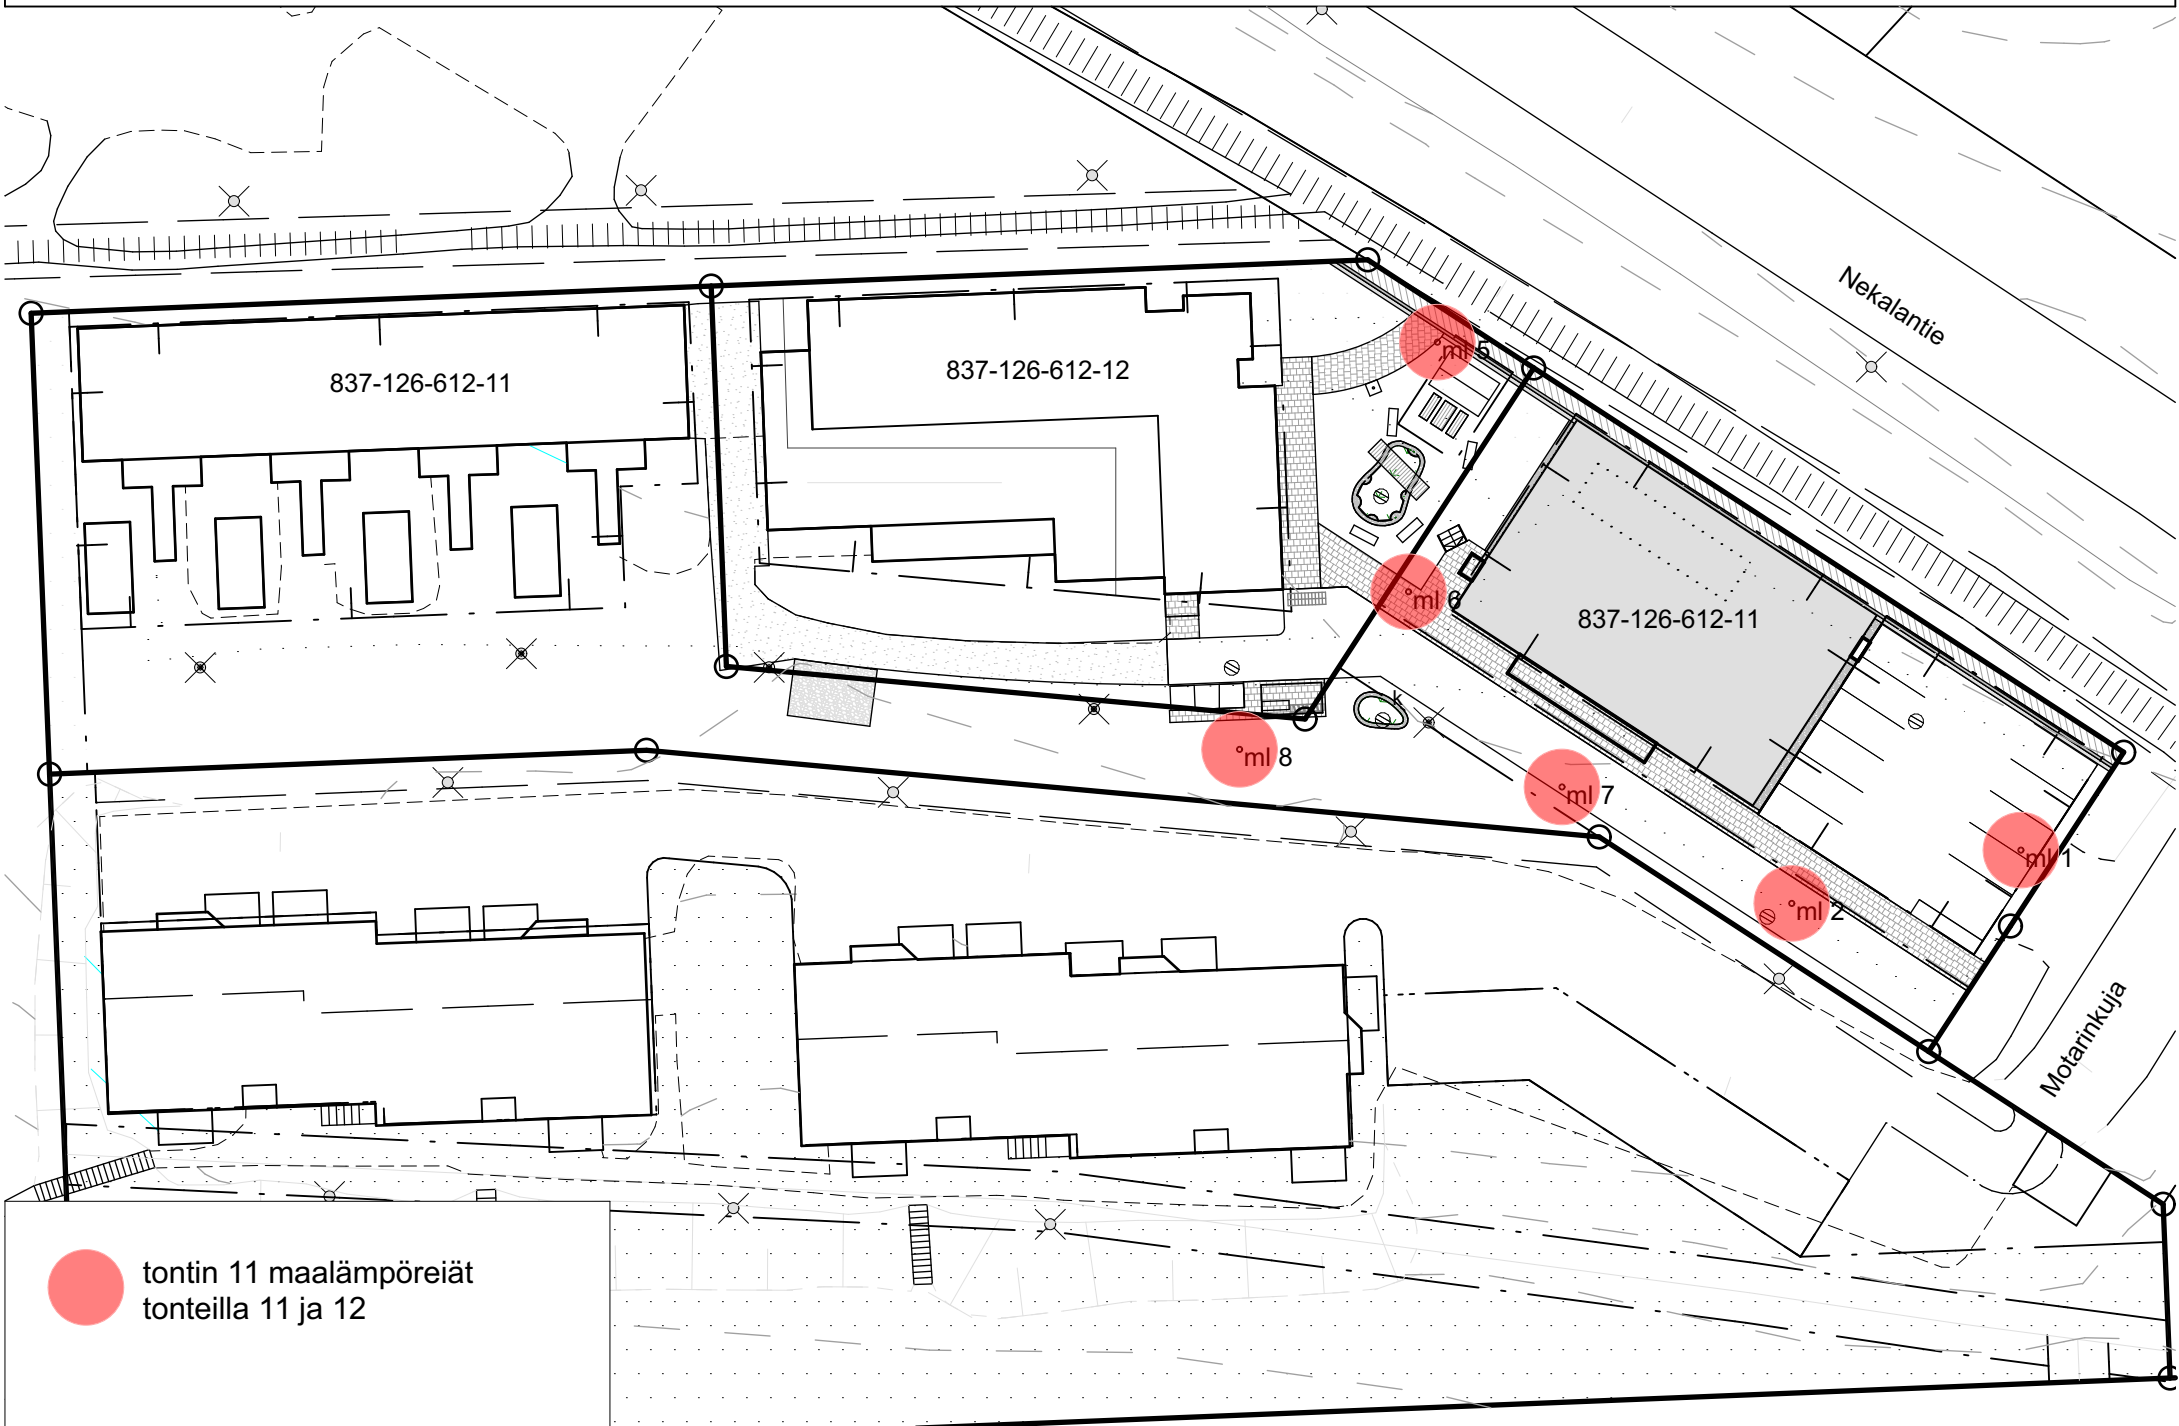 Nekalantie
°ml 5
837-126-612-11
837-126-612-12
°ml 6
837-126-612-11
k
°ml 8
°ml 7
°ml 1
°ml 2
Motarinkuja
tontin 11 maalämpöreiät
tonteilla 11 ja 12